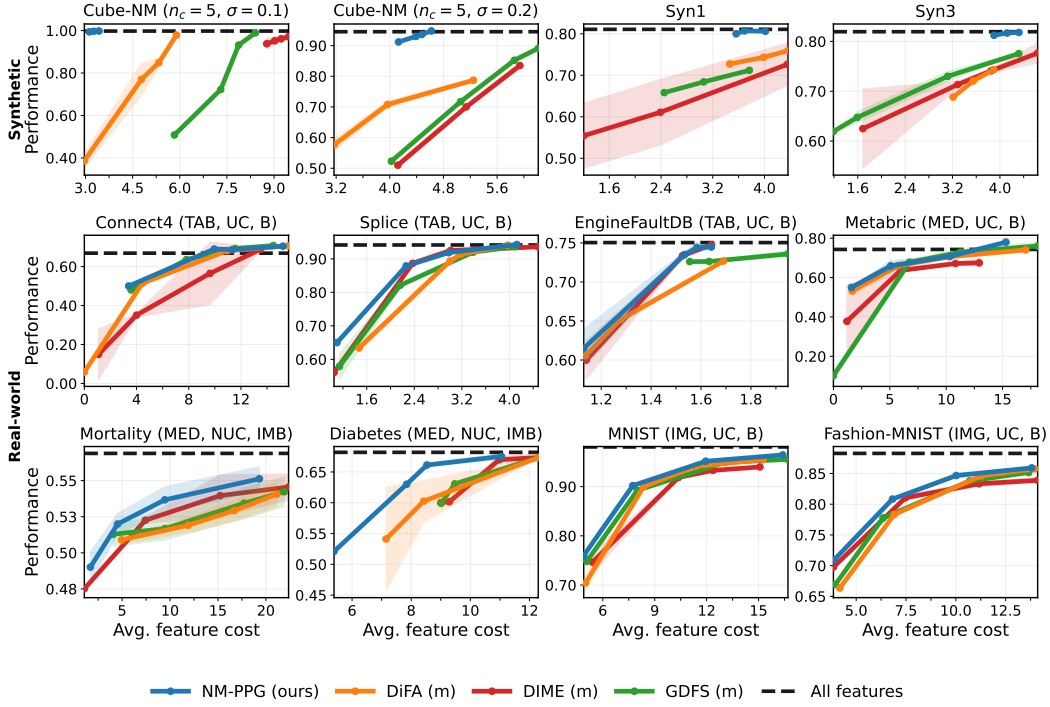 Cube-NM (n_c = 5, σ = 0.1)
Cube-NM (n_c = 5, σ = 0.2)
Syn1
Syn3
Synthetic
Performance
1.00
0.80
0.60
0.40
3.0 4.5 6.0 7.5 9.0
0.90
0.80
0.70
0.60
0.50
3.2 4.0 4.8 5.6
0.80
0.70
0.60
0.50
1.6 2.4 3.2 4.0
0.80
0.70
0.60
1.6 2.4 3.2 4.0
Connect4 (TAB, UC, B)
Splice (TAB, UC, B)
EngineFaultDB (TAB, UC, B)
Metabric (MED, UC, B)
Real-world
Performance
0.60
0.40
0.20
0.00
0 4 8 12
0.90
0.80
0.70
0.60
1.6 2.4 3.2 4.0
0.75
0.70
0.65
0.60
1.2 1.4 1.6 1.8
0.80
0.60
0.40
0.20
0 5 10 15
Mortality (MED, NUC, IMB)
Diabetes (MED, NUC, IMB)
MNIST (IMG, UC, B)
Fashion-MNIST (IMG, UC, B)
Performance
0.55
0.53
0.50
0.48
5 10 15 20
Avg. feature cost
0.65
0.60
0.55
0.50
0.45
6 8 10 12
Avg. feature cost
0.90
0.80
0.70
6 9 12 15
Avg. feature cost
0.85
0.80
0.75
0.70
0.65
5.0 7.5 10.0 12.5
Avg. feature cost
NM-PPG (ours) DiFA (m) DIME (m) GDFS (m) All features